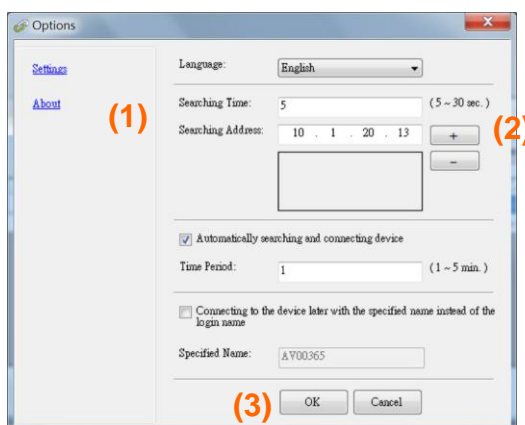 Options
Settings
About
(1)
Language:
English
Searching Time:
5
( 5 ~ 30 sec. )
Searching Address:
10 . 1 . 20 . 13
+
(2)
-
Automatically searching and connecting device
Time Period:
1
( 1 ~ 5 min. )
Connecting to the device later with the specified name instead of the
login name
Specified Name:
AV00365
(3)
OK
Cancel